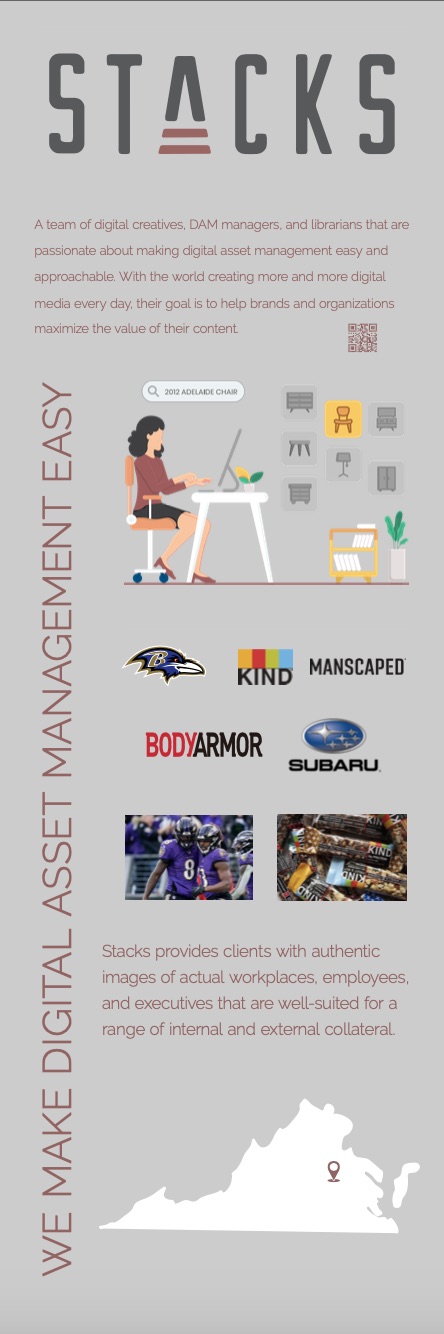 STACKS
A team of digital creatives, DAM managers, and librarians that are
passionate about making digital asset management easy and
approachable. With the world creating more and more digital
media every day, their goal is to help brands and organizations
maximize the value of their content.
WE MAKE DIGITAL ASSET MANAGEMENT EASY
2012 ADELAIDE CHAIR
B
KIND
MANSCAPED
BODYARMOR
SUBARU
8
KIND
KIND
KIND
Stacks provides clients with authentic
images of actual workplaces, employees,
and executives that are well-suited for a
range of internal and external collateral.